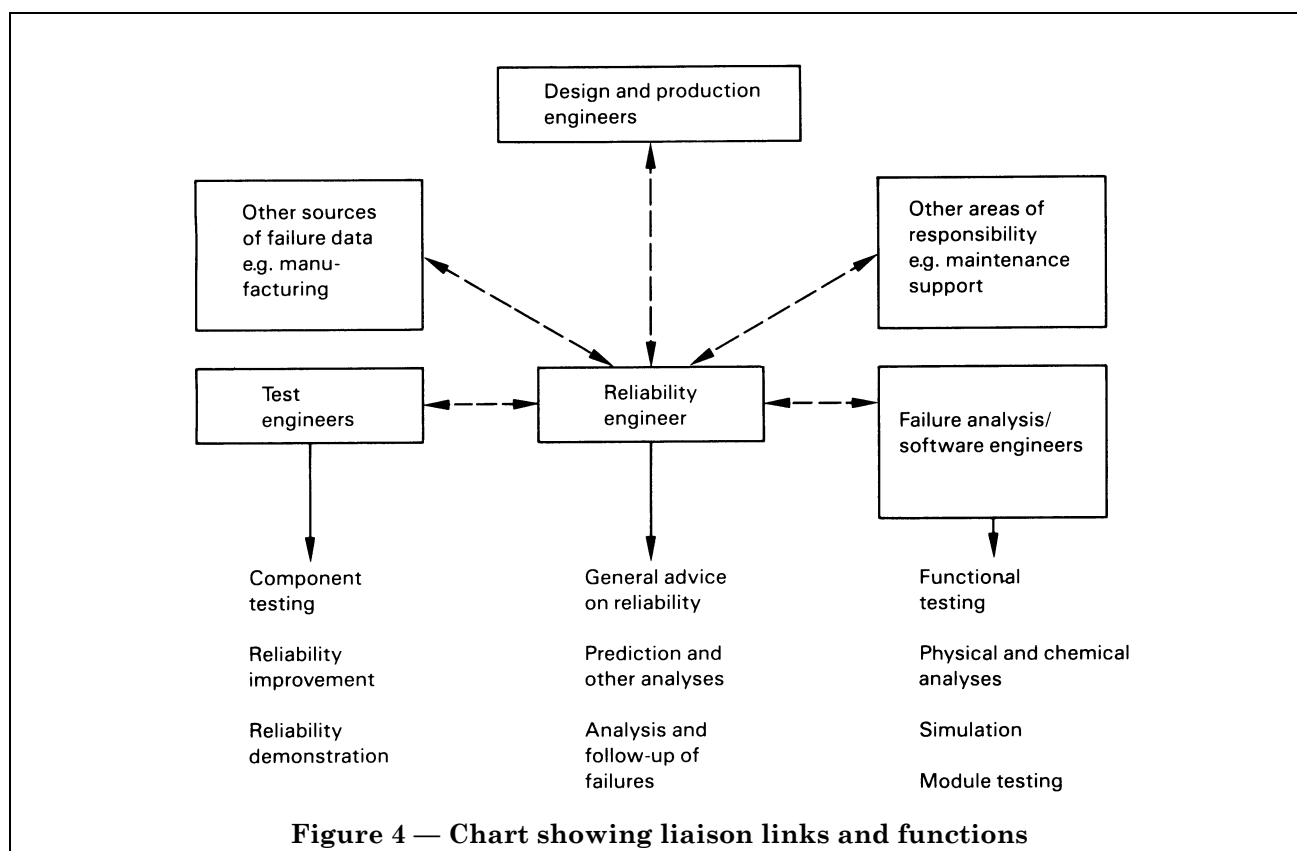 Design and production
engineers
Other sources
of failure data
e.g. manu-
facturing
Other areas of
responsibility
e.g. maintenance
support
Test
engineers
Reliability
engineer
Failure analysis/
software engineers
Component
testing
Reliability
improvement
Reliability
demonstration
General advice
on reliability
Prediction and
other analyses
Analysis and
follow-up of
failures
Functional
testing
Physical and chemical
analyses
Simulation
Module testing
Figure 4 — Chart showing liaison links and functions